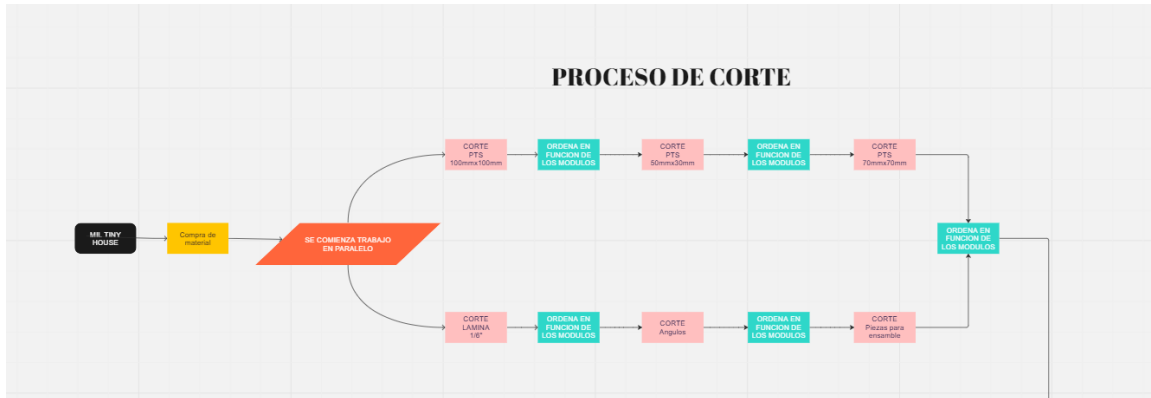 PROCESO DE CORTE
MIL TINY
HOUSE
Compra de
material
SE COMIENZA TRABAJO
EN PARALELO
CORTE
PTS
100mmx100mm
ORDENA EN
FUNCION DE
LOS MODULOS
CORTE
PTS
50mmx30mm
ORDENA EN
FUNCION DE
LOS MODULOS
CORTE
PTS
70mmx70mm
CORTE
LAMINA
1/6"
ORDENA EN
FUNCION DE
LOS MODULOS
CORTE
Angulos
ORDENA EN
FUNCION DE
LOS MODULOS
CORTE
Piezas para
ensamble
ORDENA EN
FUNCION DE
LOS MODULOS